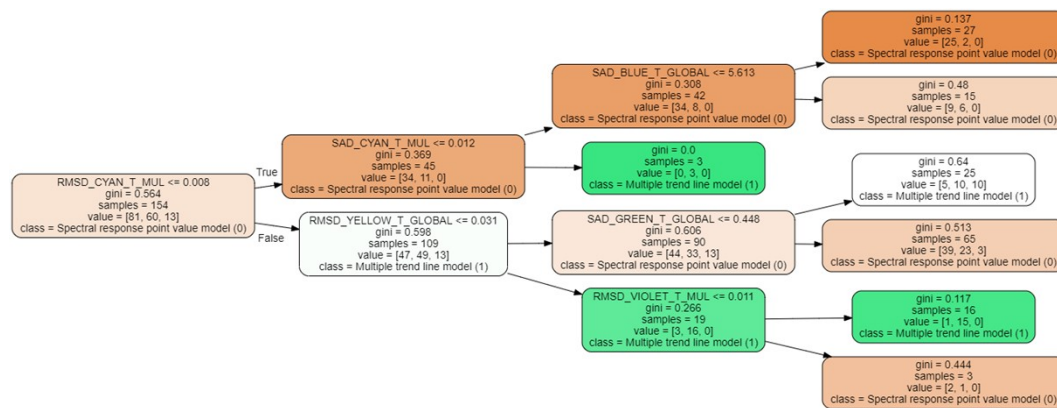 RMSD_CYAN_T_MUL <= 0.008
gini = 0.564
samples = 154
value = [81, 60, 13]
class = Spectral response point value model (0)
True
False
SAD_CYAN_T_MUL <= 0.012
gini = 0.369
samples = 45
value = [34, 11, 0]
class = Spectral response point value model (0)
RMSD_YELLOW_T_GLOBAL <= 0.031
gini = 0.598
samples = 109
value = [47, 49, 13]
class = Multiple trend line model (1)
SAD_BLUE_T_GLOBAL <= 5.613
gini = 0.308
samples = 42
value = [34, 8, 0]
class = Spectral response point value model (0)
gini = 0.0
samples = 3
value = [0, 3, 0]
class = Multiple trend line model (1)
SAD_GREEN_T_GLOBAL <= 0.448
gini = 0.606
samples = 90
value = [44, 33, 13]
class = Spectral response point value model (0)
RMSD_VIOLET_T_MUL <= 0.011
gini = 0.266
samples = 19
value = [3, 16, 0]
class = Multiple trend line model (1)
gini = 0.137
samples = 27
value = [25, 2, 0]
class = Spectral response point value model (0)
gini = 0.48
samples = 15
value = [9, 6, 0]
class = Spectral response point value model (0)
gini = 0.64
samples = 25
value = [5, 10, 10]
class = Multiple trend line model (1)
gini = 0.513
samples = 65
value = [39, 23, 3]
class = Spectral response point value model (0)
gini = 0.117
samples = 16
value = [1, 15, 0]
class = Multiple trend line model (1)
gini = 0.444
samples = 3
value = [2, 1, 0]
class = Spectral response point value model (0)